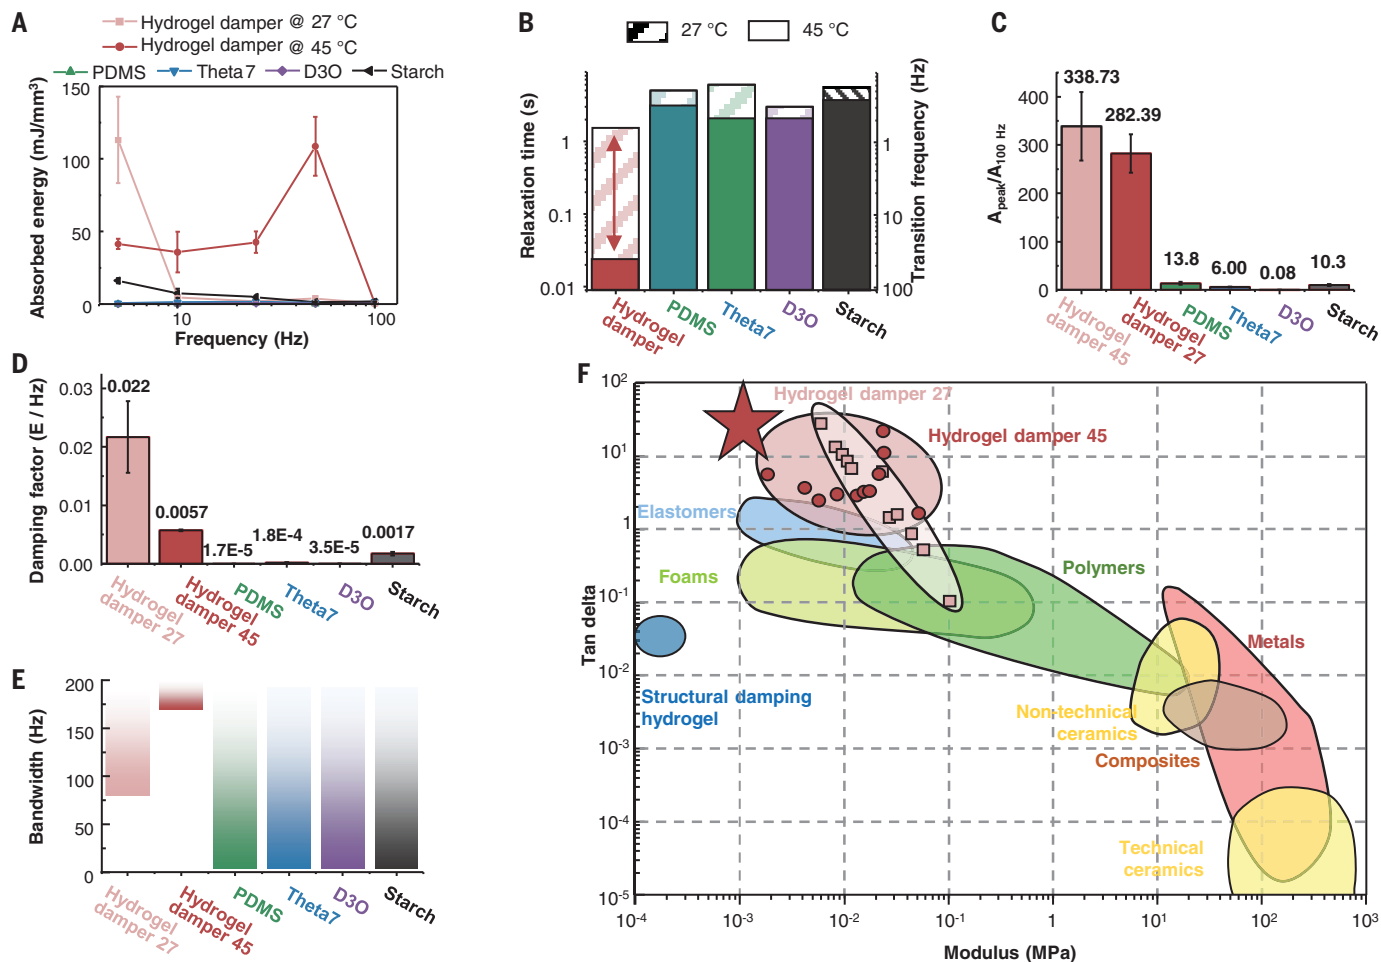 A
Hydrogel damper @ 27 °C
Hydrogel damper @ 45 °C
PDMS Theta7 D3O Starch
Absorbed energy (mJ/mm³)
150
100
50
0
10 100
Frequency (Hz)
B
27 °C 45 °C
Relaxation time (s)
1
0.1
0.01
Transition frequency (Hz)
1
10
100
Hydrogel damper
PDMS
Theta7
D3O
Starch
C
A peak/A 100 Hz
400
300
200
100
0
338.73
282.39
13.8
6.00
0.08
10.3
Hydrogel damper 45
Hydrogel damper 27
PDMS
Theta7
D3O
Starch
D
Damping factor (E / Hz)
0.03
0.02
0.01
0.00
0.022
0.0057
1.7E-5
1.8E-4
3.5E-5
0.0017
Hydrogel damper 27
Hydrogel damper 45
PDMS
Theta7
D3O
Starch
E
Bandwidth (Hz)
200
150
100
50
0
Hydrogel damper 27
Hydrogel damper 45
PDMS
Theta7
D3O
Starch
F
Tan delta
10²
10¹
1
10-1
10-2
10-3
10-4
10-5
Hydrogel damper 27
Hydrogel damper 45
Elastomers
Foams
Polymers
Structural damping
hydrogel
Metals
Non-technical
ceramics
Composites
Technical
ceramics
10-4 10-3 10-2 10-1 1 10¹ 10² 10³
Modulus (MPa)